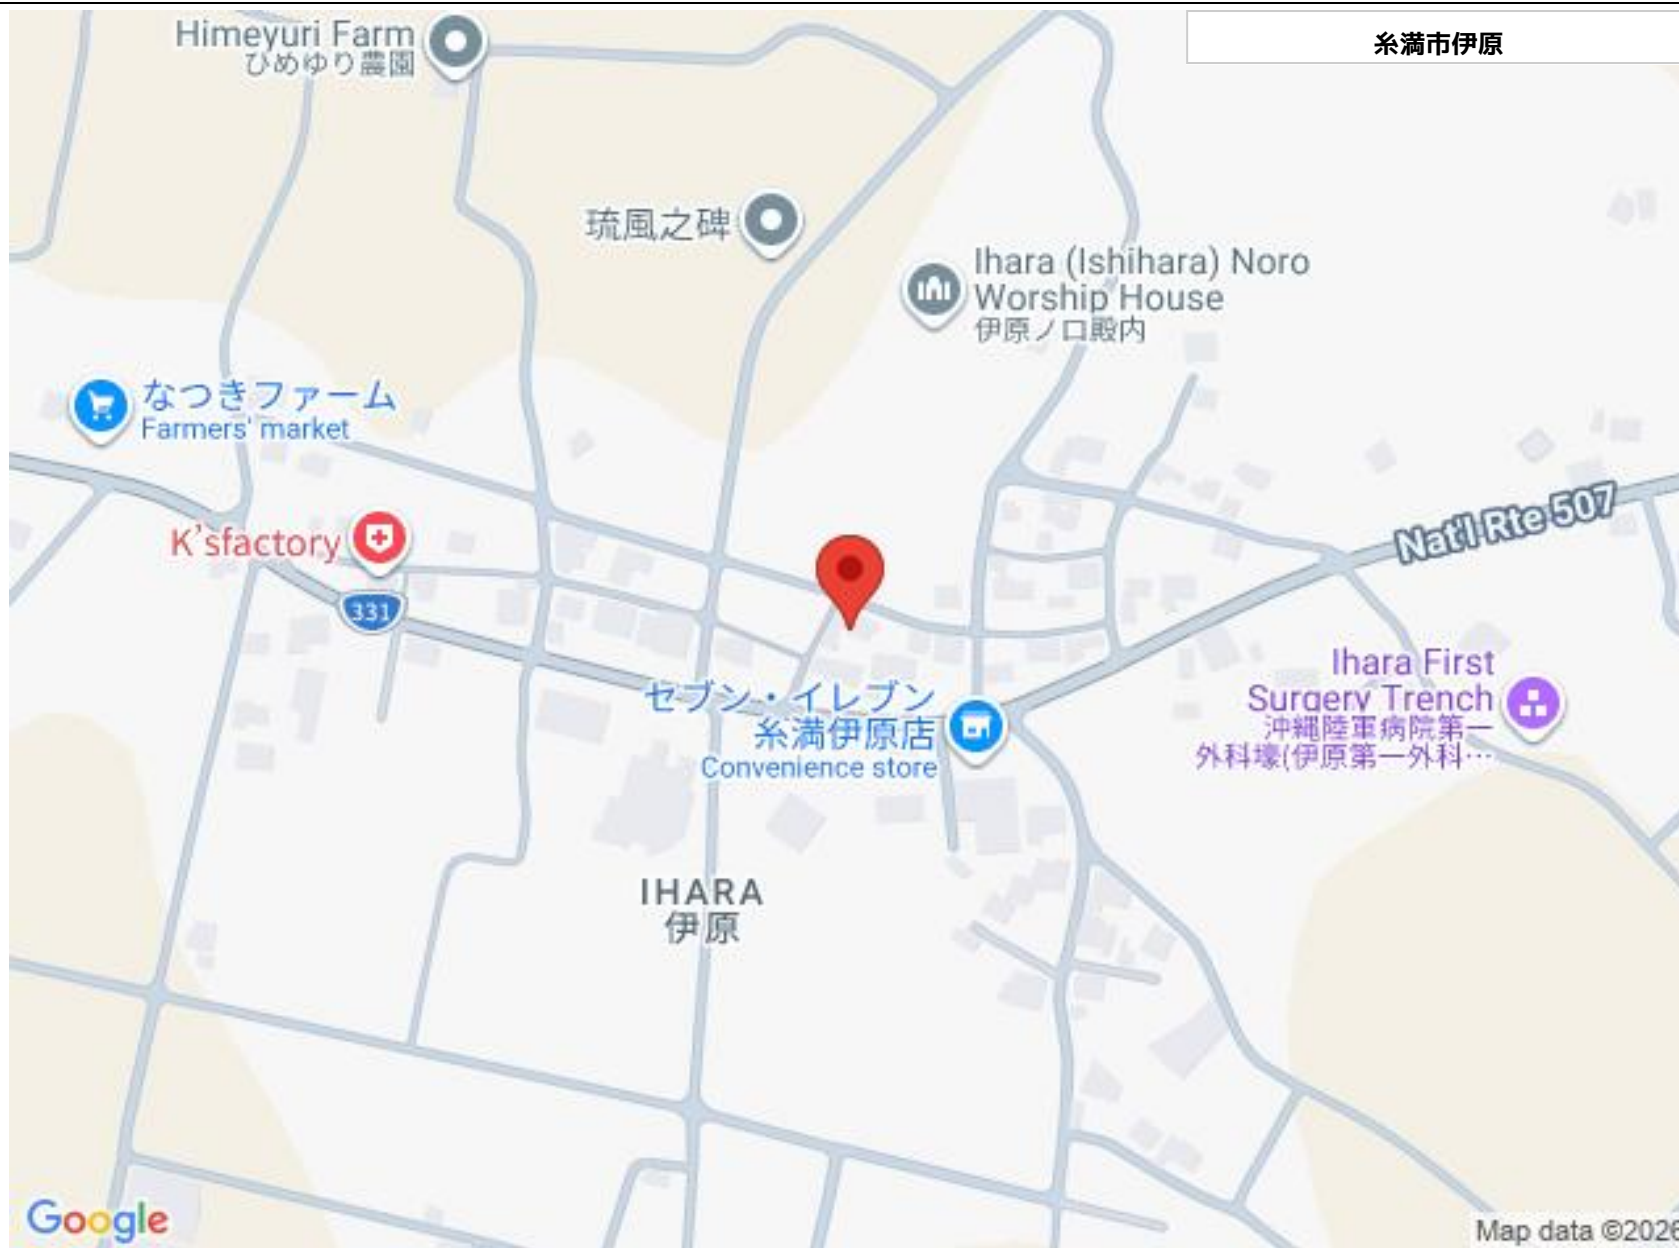 Himeyuri Farm
ひめゆり農園
糸満市伊原
琉風之碑
Ihara (Ishihara) Noro
Worship House
伊原ノロ殿内
なつきファーム
Farmers' market
Nat'l Rte 507
K'sfactory
331
Ihara First
Surgery Trench
沖縄陸軍病院第一
外科壕(伊原第一外科…
セブン - イレブン
糸満伊原店
Convenience store
IHARA
伊原
Google
Map data ©2026